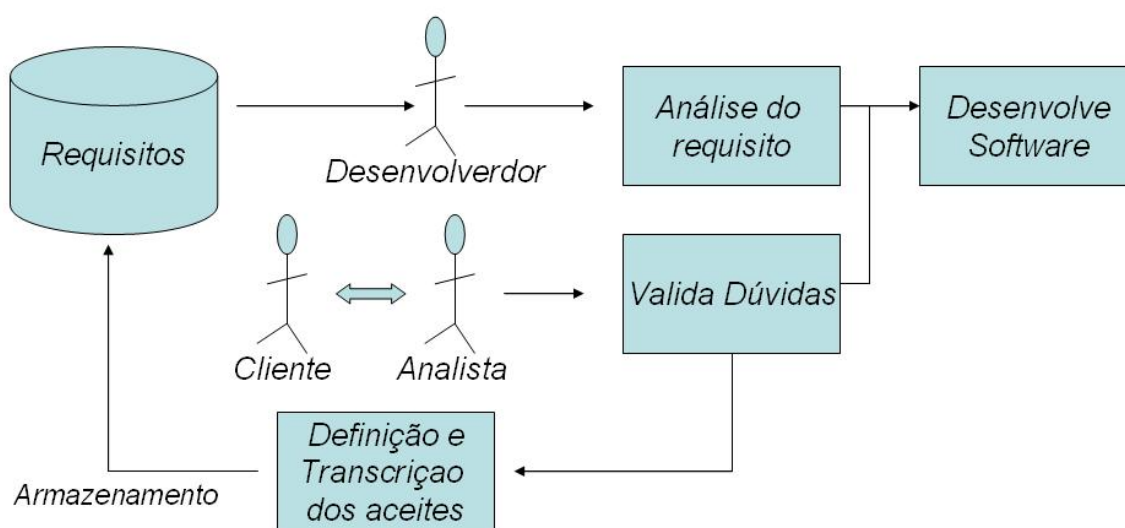 Requisitos
Desenvolverdor
Análise do
requisito
Desenvolve
Software
Cliente
Analista
Valida Dúvidas
Definição e
Transcriçao
dos aceites
Armazenamento